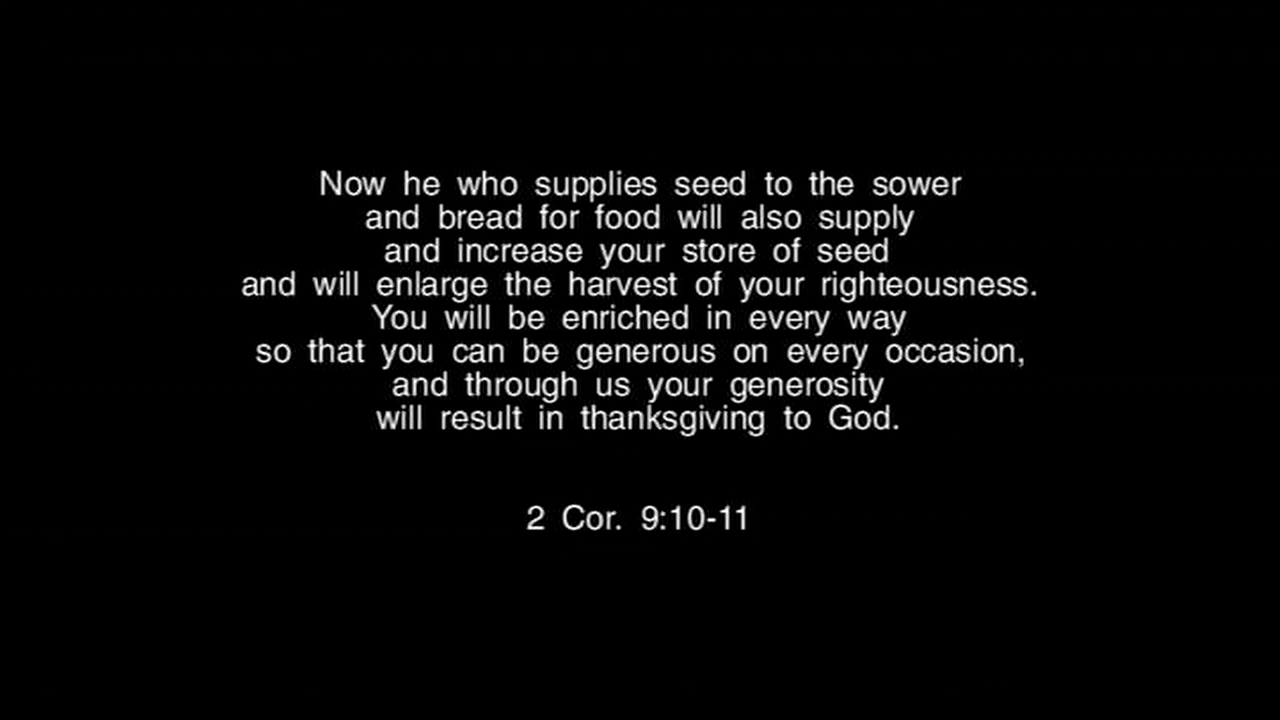 Now he who supplies seed to the sower
and bread for food will also supply
and increase your store of seed
and will enlarge the harvest of your righteousness.
You will be enriched in every way
so that you can be generous on every occasion,
and through us your generosity
will result in thanksgiving to God.
2 Cor. 9:10-11